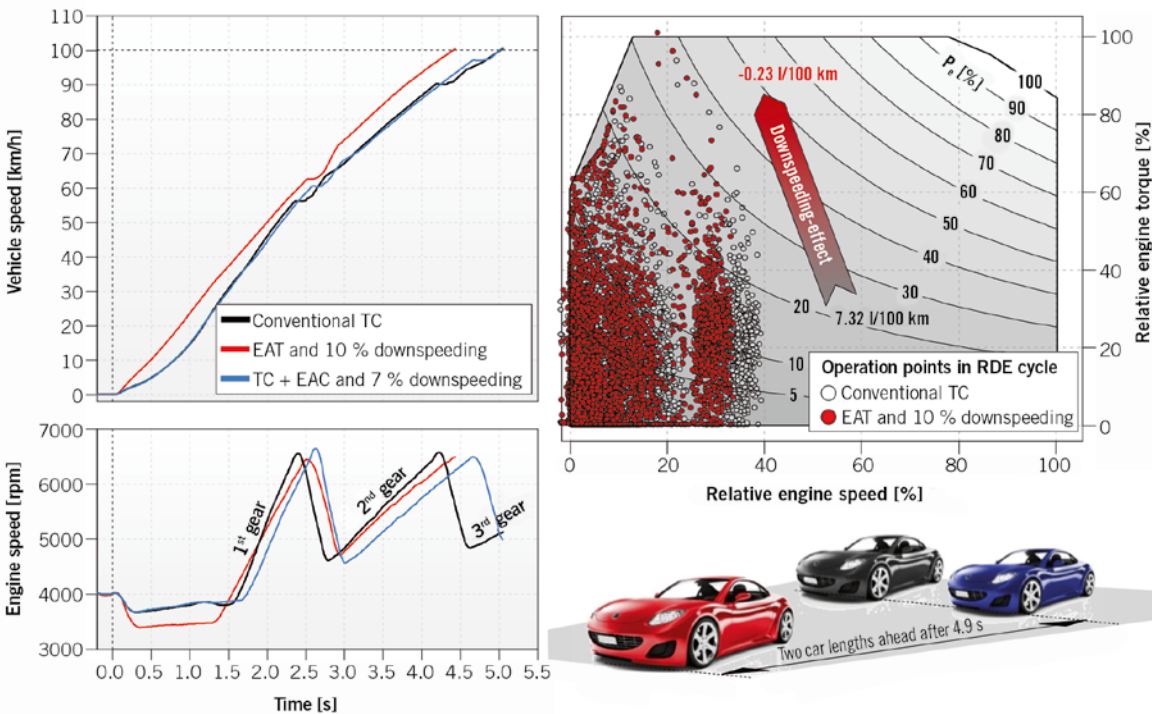 Vehicle speed [km/h]
110
100
90
80
70
60
50
40
30
20
10
0
Conventional TC
EAT and 10 % downspeeding
TC + EAC and 7 % downspeeding
Engine speed [rpm]
7000
6000
5000
4000
3000
1st gear
2nd gear
3rd gear
0.0 0.5 1.0 1.5 2.0 2.5 3.0 3.5 4.0 4.5 5.0 5.5
Time [s]
-0.23 l/100 km
Downspeeding-effect
7.32 l/100 km
Pe [%]
100
90
80
70
60
50
40
30
20
10
5
Operation points in RDE cycle
Conventional TC
EAT and 10 % downspeeding
100
80
60
40
20
0
Relative engine torque [%]
0 20 40 60 80 100
Relative engine speed [%]
Two car lengths ahead after 4.9 s